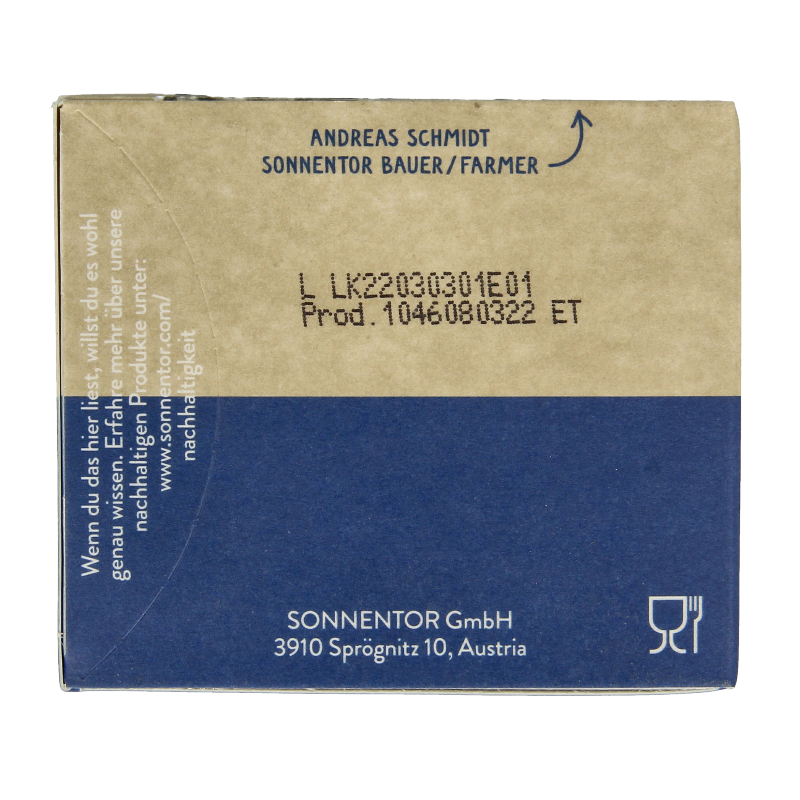 ANDREAS SCHMIDT
SONNENTOR BAUER/FARMER
L LK22030301E01
Prod.1046080322 ET
Wenn du das hier liest, willst du es wohl
genau wissen. Erfahre mehr über unsere
nachhaltigen Produkte unter:
www.sonnentor.com/
nachhaltigkeit
SONNENTOR GmbH
3910 Sprögnitz 10, Austria